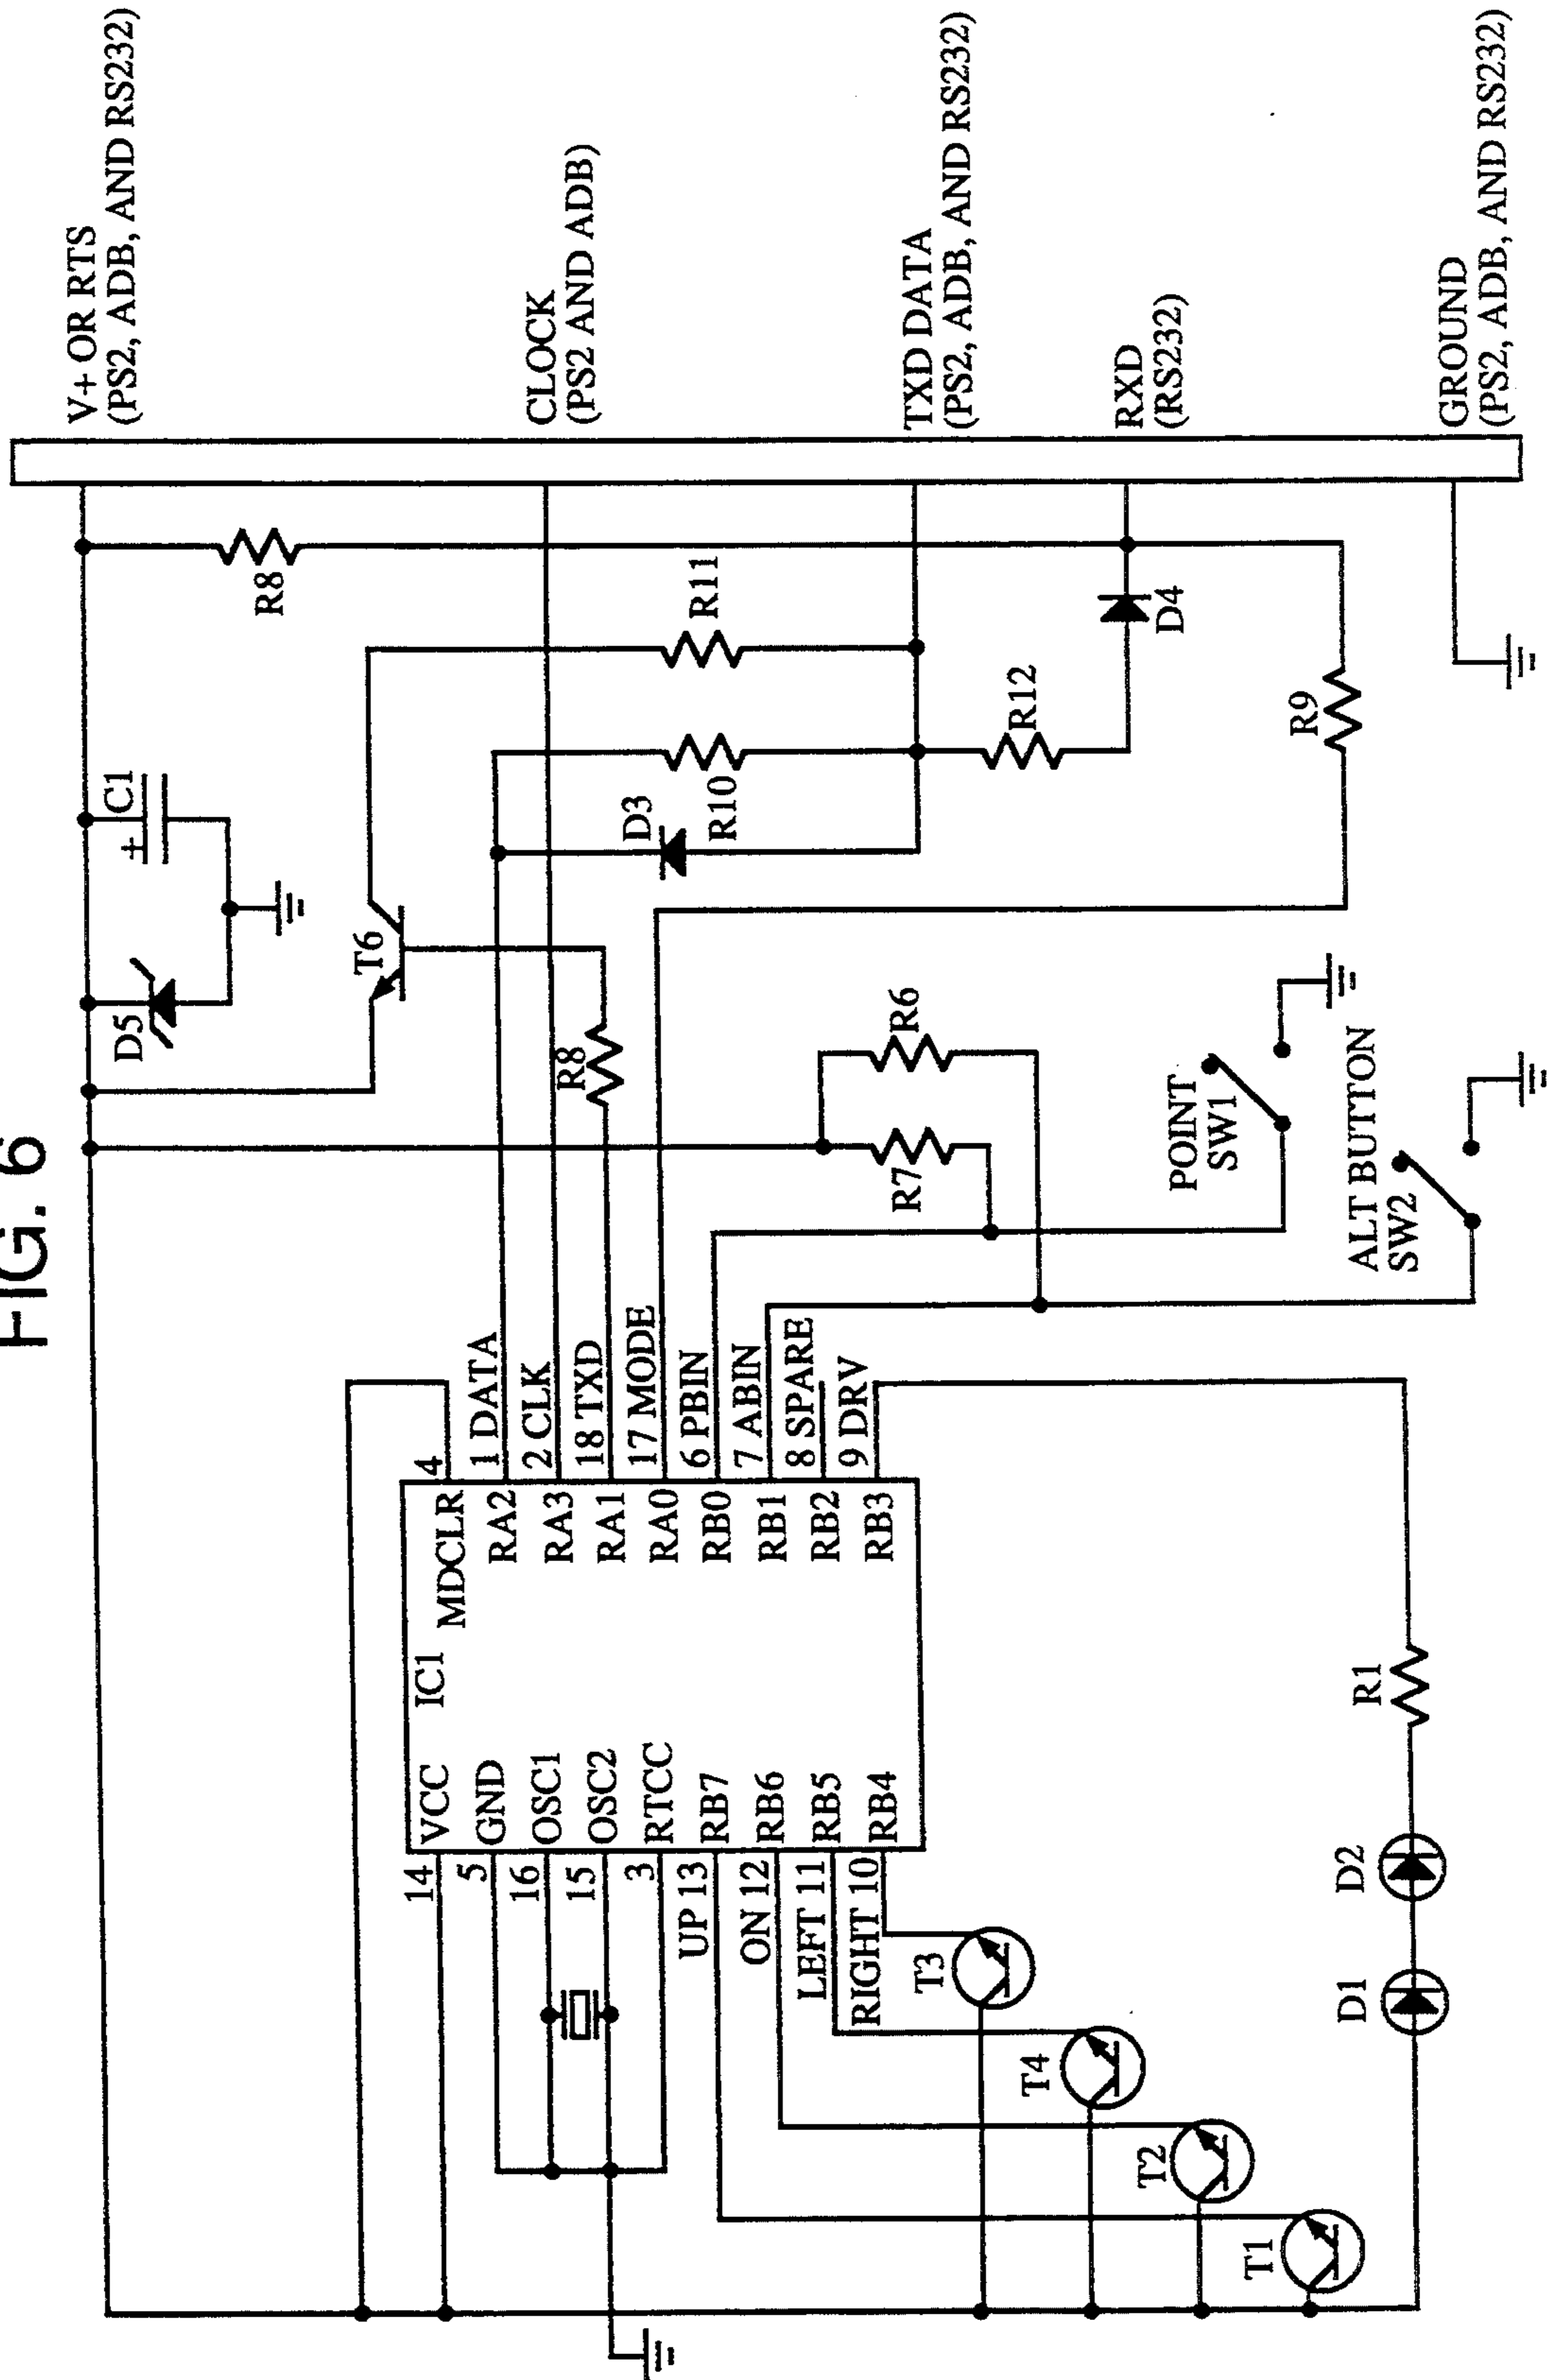 FIG. 6
V+ OR RTS
(PS2, ADB, AND RS232)
CLOCK
(PS2 AND ADB)
TXD DATA
(PS2, ADB, AND RS232)
RXD
(RS232)
GROUND
(PS2, ADB, AND RS232)
D5
+
C1
T6
R8
R8
D3
R10
R11
R12
D4
R9
R7
R6
POINT
SW1
ALT BUTTON
SW2
IC1
14
VCC
5
GND
16
OSC1
15
OSC2
3
RTCC
UP 13
RB7
ON 12
RB6
LEFT 11
RB5
RIGHT 10
RB4
MDCLR
4
RA2
1 DATA
RA3
2 CLK
RA1
18 TXD
RA0
17 MODE
RB0
6 PBIN
RB1
7 ABIN
RB2
8 SPARE
RB3
9 DRV
T3
T4
T2
T1
D1
D2
R1